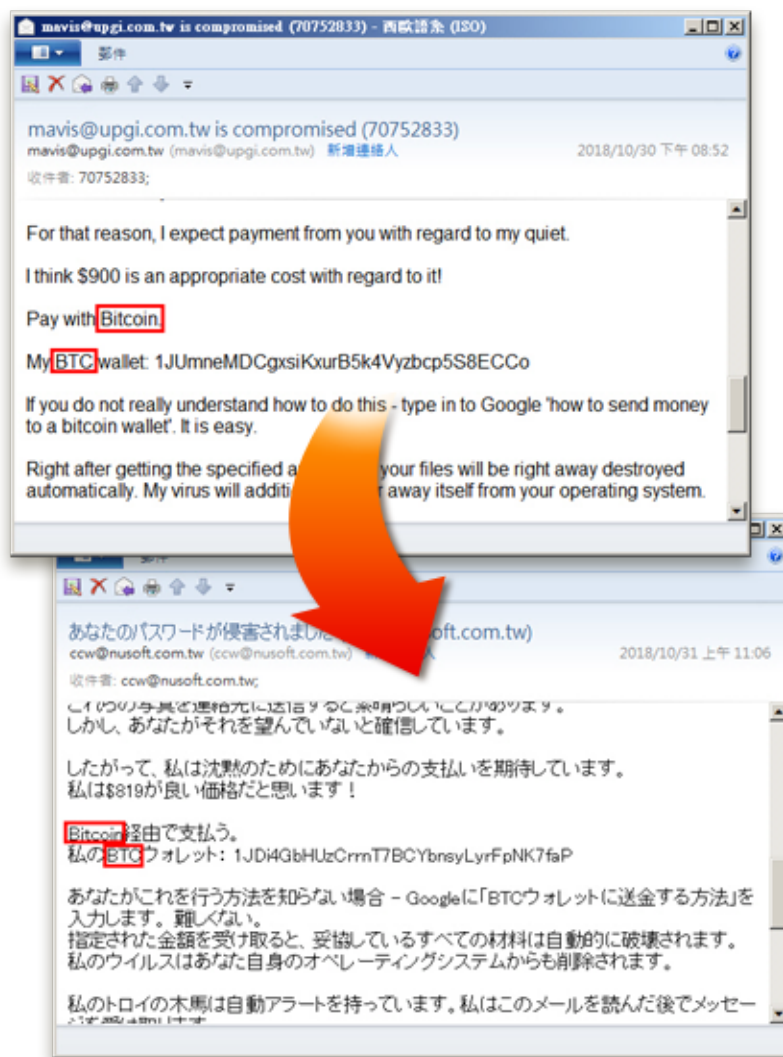 mavis@upgi.com.tw is compromised (70752833) - 西歐語系 (ISO)
郵件
mavis@upgi.com.tw is compromised (70752833)
mavis@upgi.com.tw (mavis@upgi.com.tw) 新增連絡人 2018/10/30 下午 08:52
收件者: 70752833;
For that reason, I expect payment from you with regard to my quiet.
I think $900 is an appropriate cost with regard to it!
Pay with Bitcoin.
My BTC wallet: 1JUmneMDCgxsiKxurB5k4Vyzbcp5S8ECCo
If you do not really understand how to do this - type in to Google 'how to send money
to a bitcoin wallet'. It is easy.
Right after getting the specified your files will be right away destroyed
automatically. My virus will away itself from your operating system.
あなたのパスワードが侵害されました oft.com.tw)
ccw@nusoft.com.tw (ccw@nusoft.com.tw) 2018/10/31 上午 11:06
收件者: ccw@nusoft.com.tw;
しかし、あなたがそれを望んでいないと確信しています。
したがって、私は沈黙のためにあなたからの支払いを期待しています。
私は$819が良い価格だと思います！
Bitcoin経由で支払う。
私のBTCウォレット: 1JDi4GbHUzCrmT7BCYbnsyLyrFpNK7faP
あなたがこれを行う方法を知らない場合 - Googleに「BTCウォレットに送金する方法」を
入力します。難しくない。
指定された金額を受け取ると、妥協しているすべての材料は自動的に破壊されます。
私のウイルスはあなた自身のオペレーティングシステムからも削除されます。
私のトロイの木馬は自動アラートを持っています。私はこのメールを読んだ後でメッセー